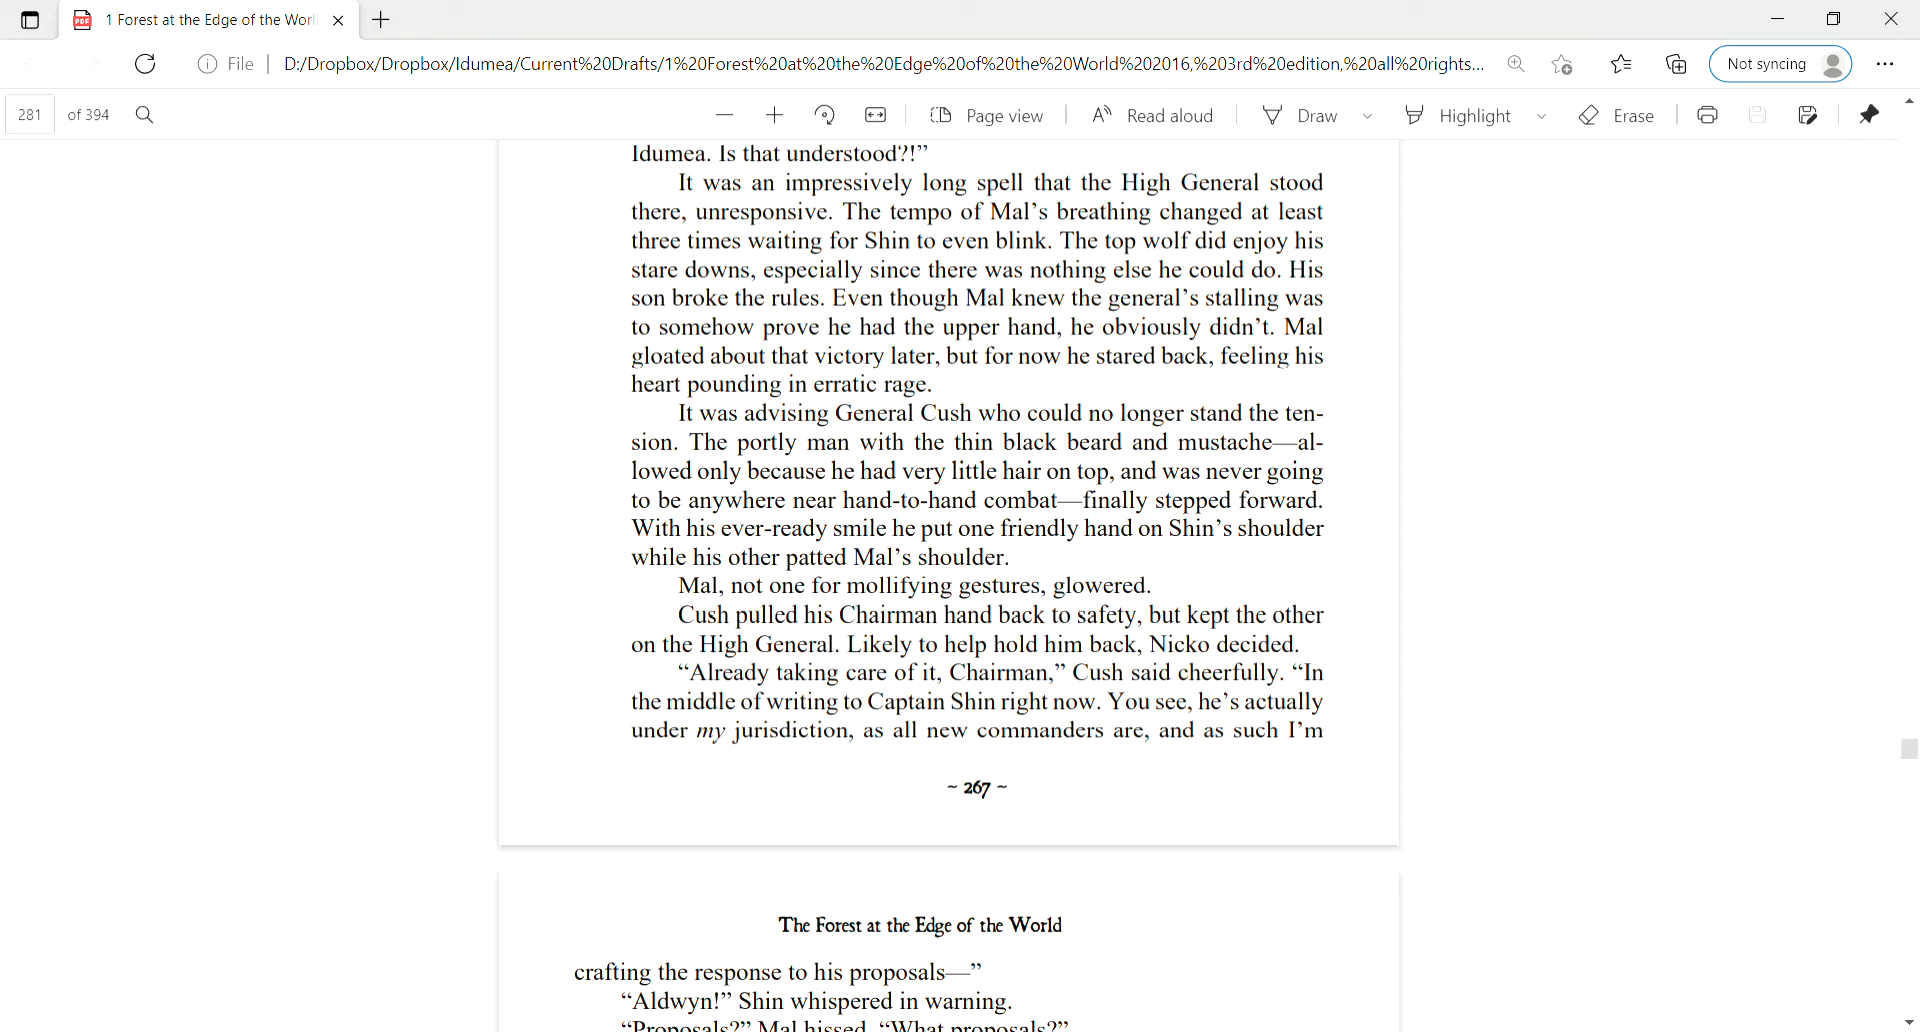 1 Forest at the Edge of the Worl
File
D:/Dropbox/Dropbox/Idumea/Current%20Drafts/1%20Forest%20at%20the%20Edge%20of%20the%20World%202016,%203rd%20edition,%20all%20rights...
Not syncing
281 of 394
Page view
Read aloud
Draw
Highlight
Erase
Idumea. Is that understood?!”
It was an impressively long spell that the High General stood
there, unresponsive. The tempo of Mal’s breathing changed at least
three times waiting for Shin to even blink. The top wolf did enjoy his
stare downs, especially since there was nothing else he could do. His
son broke the rules. Even though Mal knew the general’s stalling was
to somehow prove he had the upper hand, he obviously didn’t. Mal
gloated about that victory later, but for now he stared back, feeling his
heart pounding in erratic rage.
It was advising General Cush who could no longer stand the ten-
sion. The portly man with the thin black beard and mustache—al-
lowed only because he had very little hair on top, and was never going
to be anywhere near hand-to-hand combat—finally stepped forward.
With his ever-ready smile he put one friendly hand on Shin’s shoulder
while his other patted Mal’s shoulder.
Mal, not one for mollifying gestures, glowered.
Cush pulled his Chairman hand back to safety, but kept the other
on the High General. Likely to help hold him back, Nicko decided.
“Already taking care of it, Chairman,” Cush said cheerfully. “In
the middle of writing to Captain Shin right now. You see, he’s actually
under my jurisdiction, as all new commanders are, and as such I’m
~ 267 ~
The Forest at the Edge of the World
crafting the response to his proposals—”
“Aldwyn!” Shin whispered in warning.
“Proposals?” Mal hissed. “What proposals?”